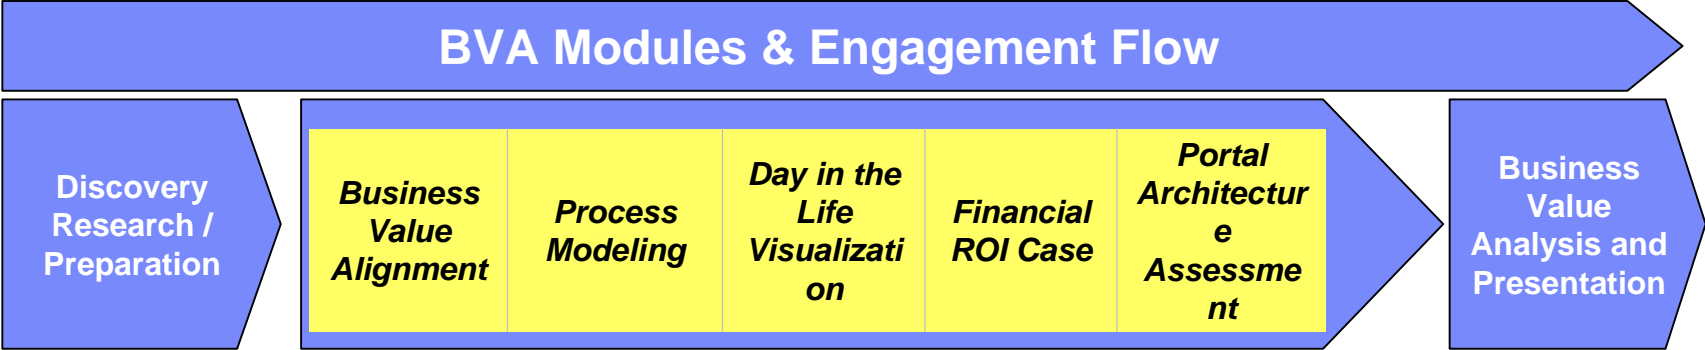 BVA Modules & Engagement Flow
Discovery
Research /
Preparation
Business
Value
Alignment
Process
Modeling
Day in the
Life
Visualizati
on
Financial
ROI Case
Portal
Architectur
e
Assessme
nt
Business
Value
Analysis and
Presentation